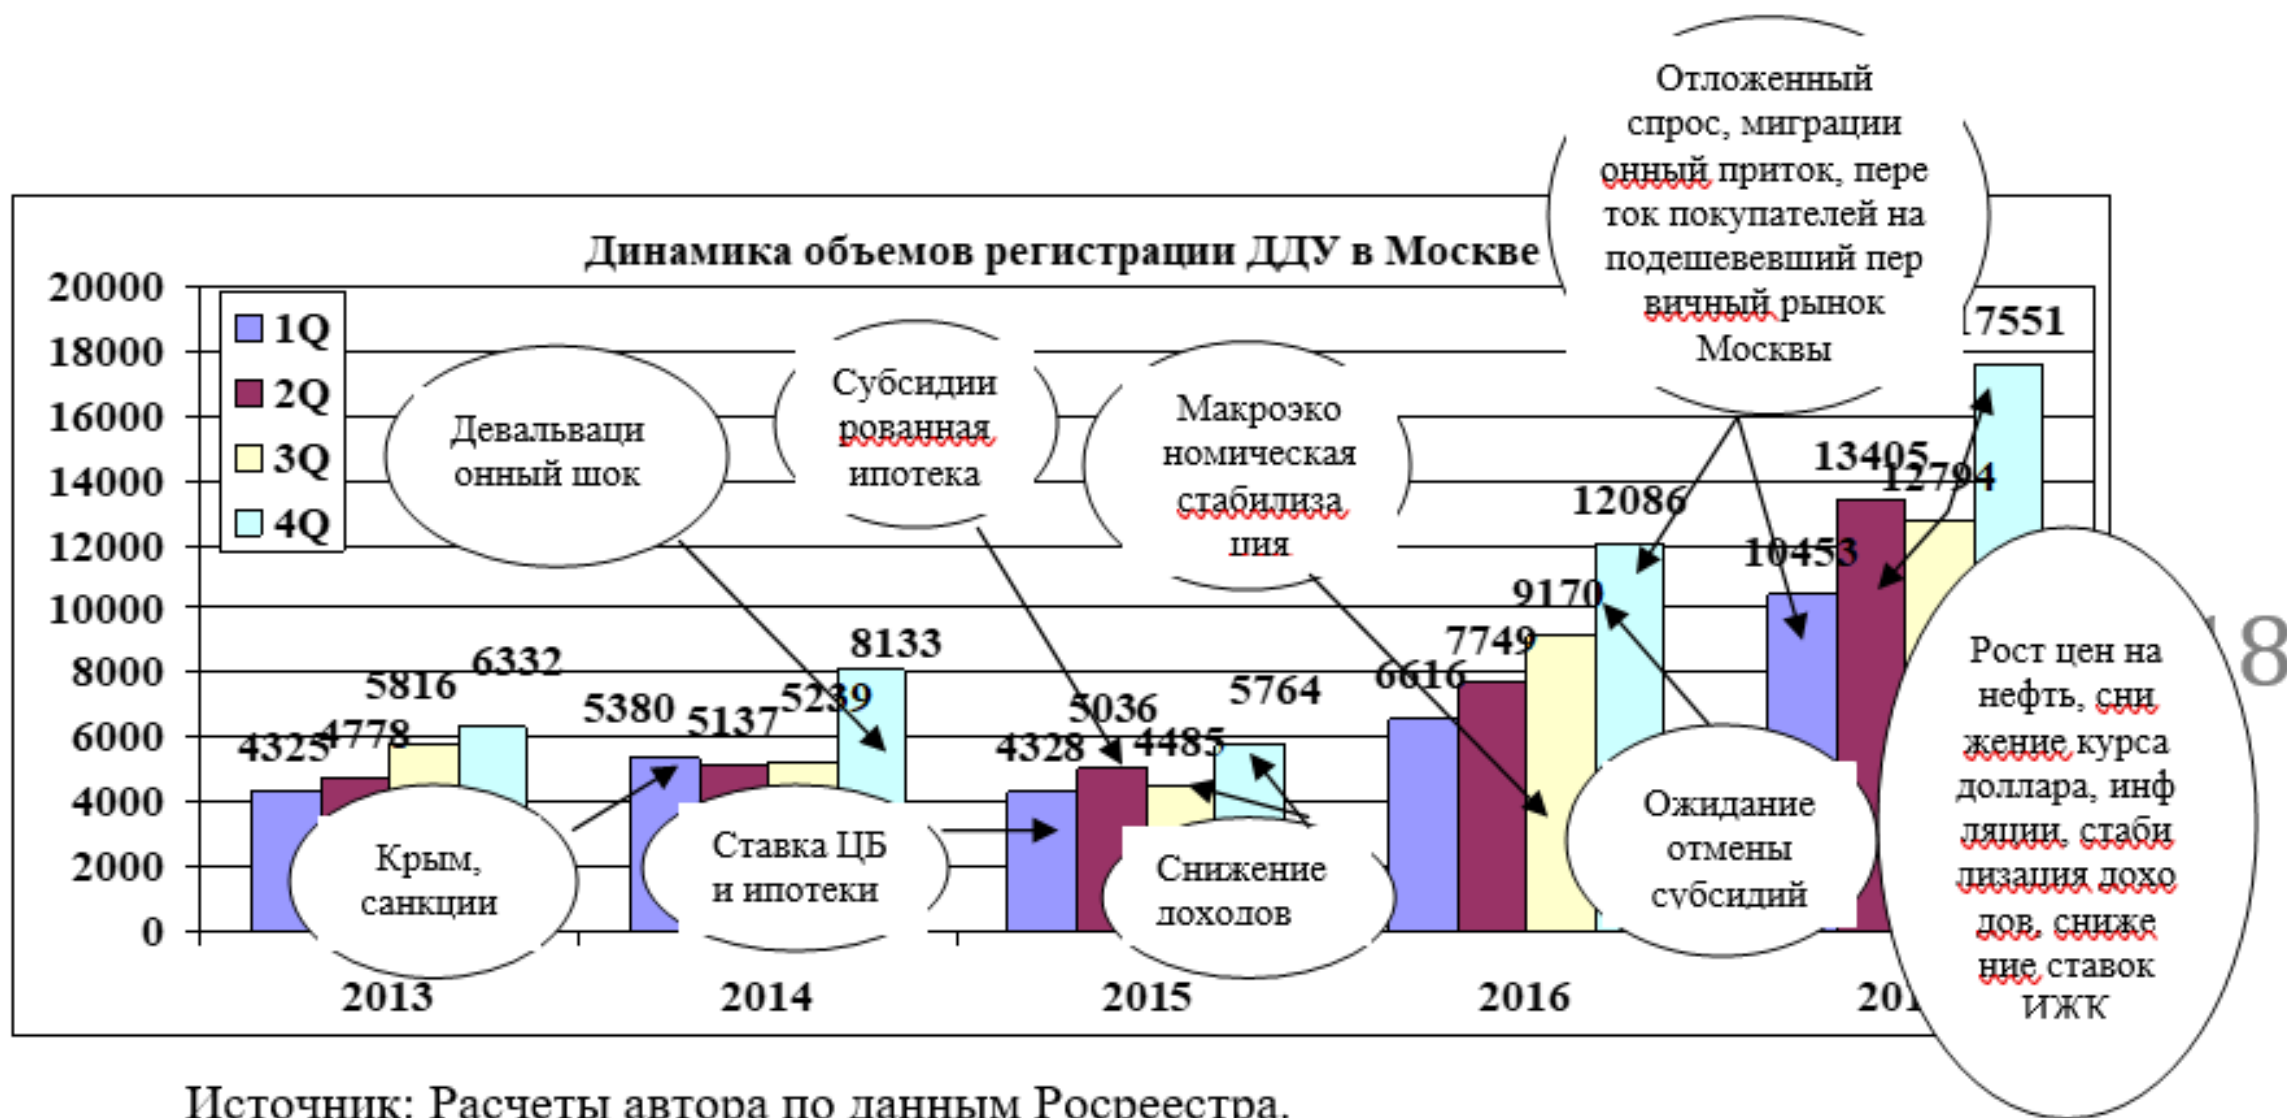 Отложенный
спрос, миграции
онный приток, пере
ток покупателей на
подешевевший пер
вичный рынок
Москвы
Динамика объемов регистрации ДДУ в Москве
20000
18000
16000
14000
12000
10000
8000
6000
4000
2000
0
1Q
2Q
3Q
4Q
Девальваци
онный шок
Субсидии
рованная
ипотека
Макроэко
номическая
стабилиза
ция
4325
4778
5816
6332
5380
5137
5239
8133
4328
5036
4485
5764
6616
7749
9170
12086
10453
13405
12794
7551
Крым,
санкции
Ставка ЦБ
и ипотеки
Снижение
доходов
Ожидание
отмены
субсидий
Рост цен на
нефть, сни
жение курса
доллара, инф
ляции, стаби
лизация дохо
дов, сниже
ние ставок
ИЖК
8
2013
2014
2015
2016
201
Источник: Расчеты автора по данным Росреестра.